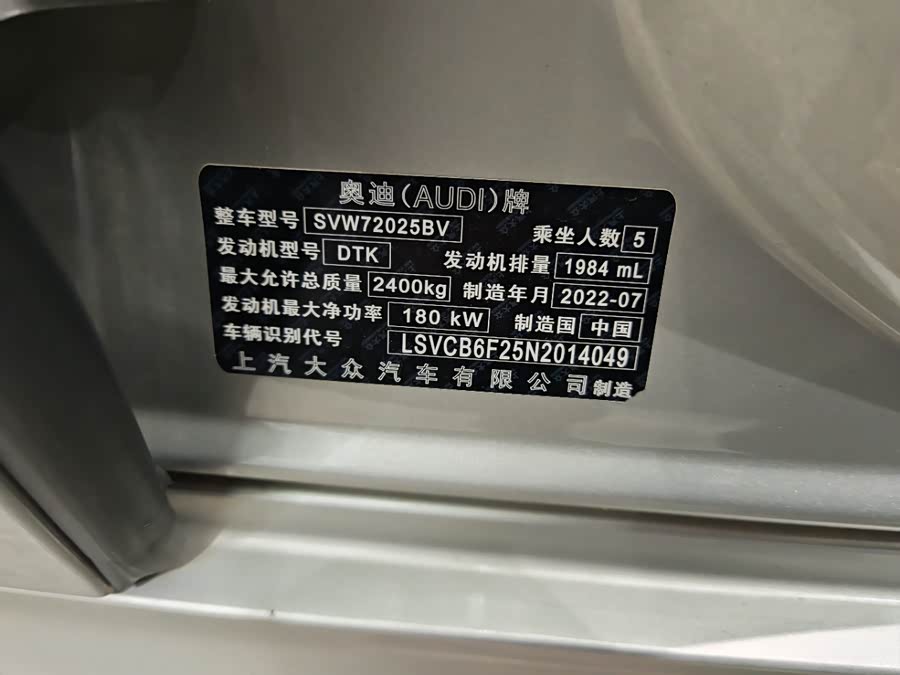 奥迪(AUDI)牌
整车型号 SVW72025BV 乘坐人数 5
发动机型号 DTK 发动机排量 1984 mL
最大允许总质量 2400kg 制造年月 2022-07
发动机最大净功率 180 kW 制造国 中国
车辆识别代号 LSVCB6F25N2014049
上汽大众汽车有限公司制造